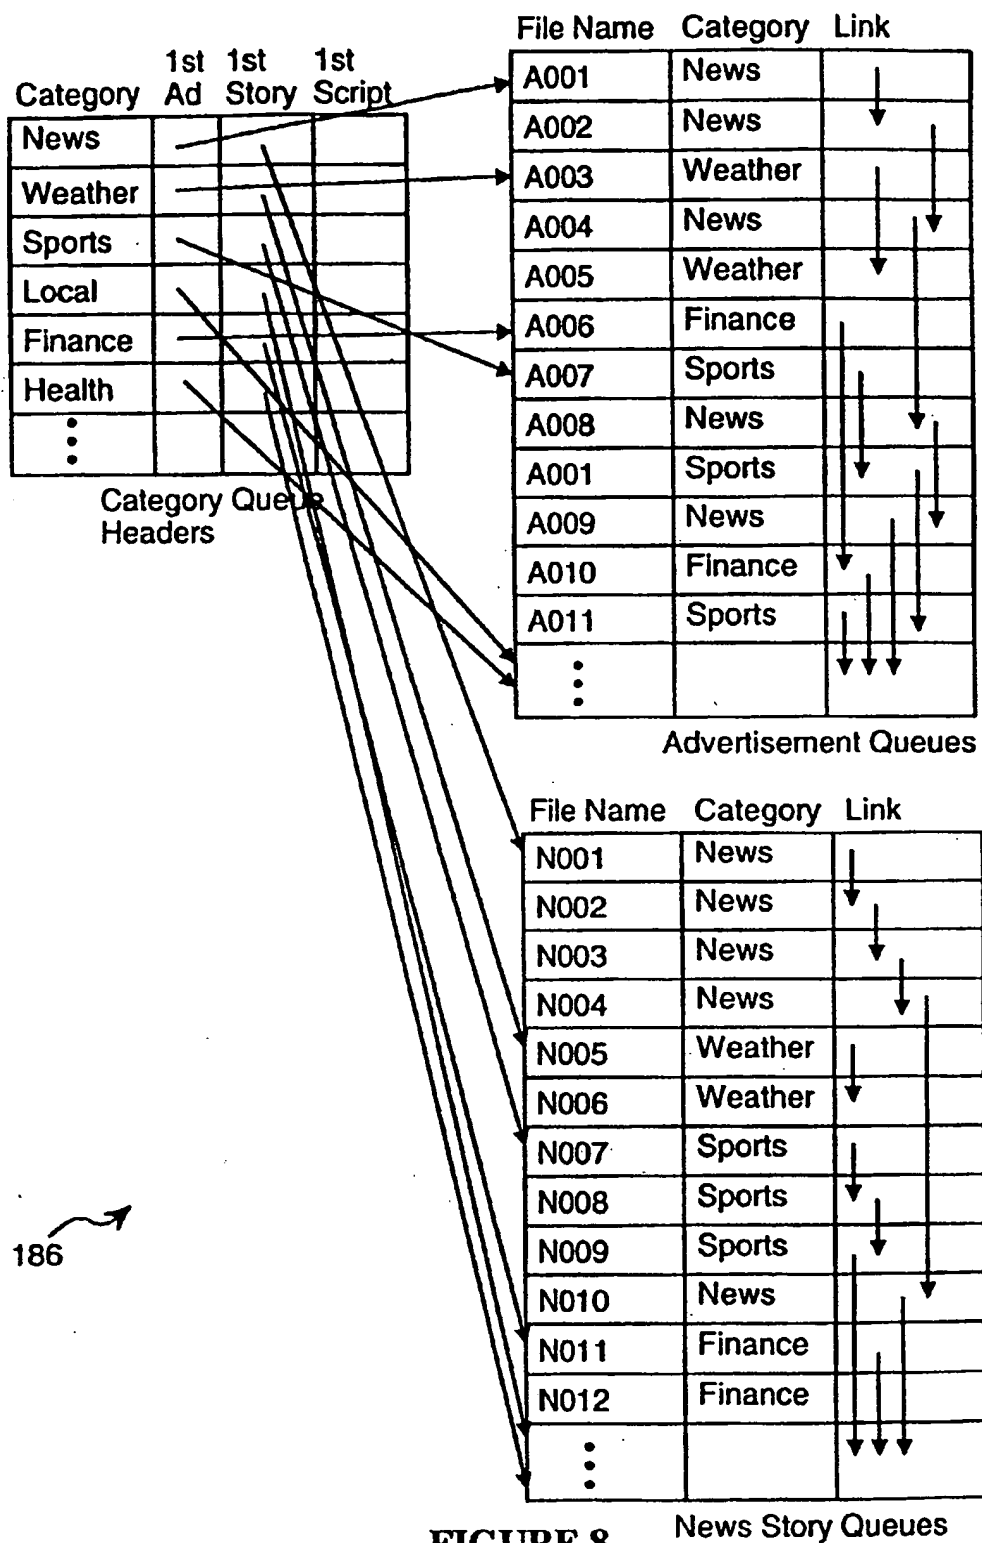 1st 1st 1st
Category Ad Story Script
News
Weather
Sports
Local
Finance
Health
Category Queue
Headers
File Name Category Link
A001 News
A002 News
A003 Weather
A004 News
A005 Weather
A006 Finance
A007 Sports
A008 News
A001 Sports
A009 News
A010 Finance
A011 Sports
Advertisement Queues
File Name Category Link
N001 News
N002 News
N003 News
N004 News
N005 Weather
N006 Weather
N007 Sports
N008 Sports
N009 Sports
N010 News
N011 Finance
N012 Finance
186
FIGURE 8
News Story Queues